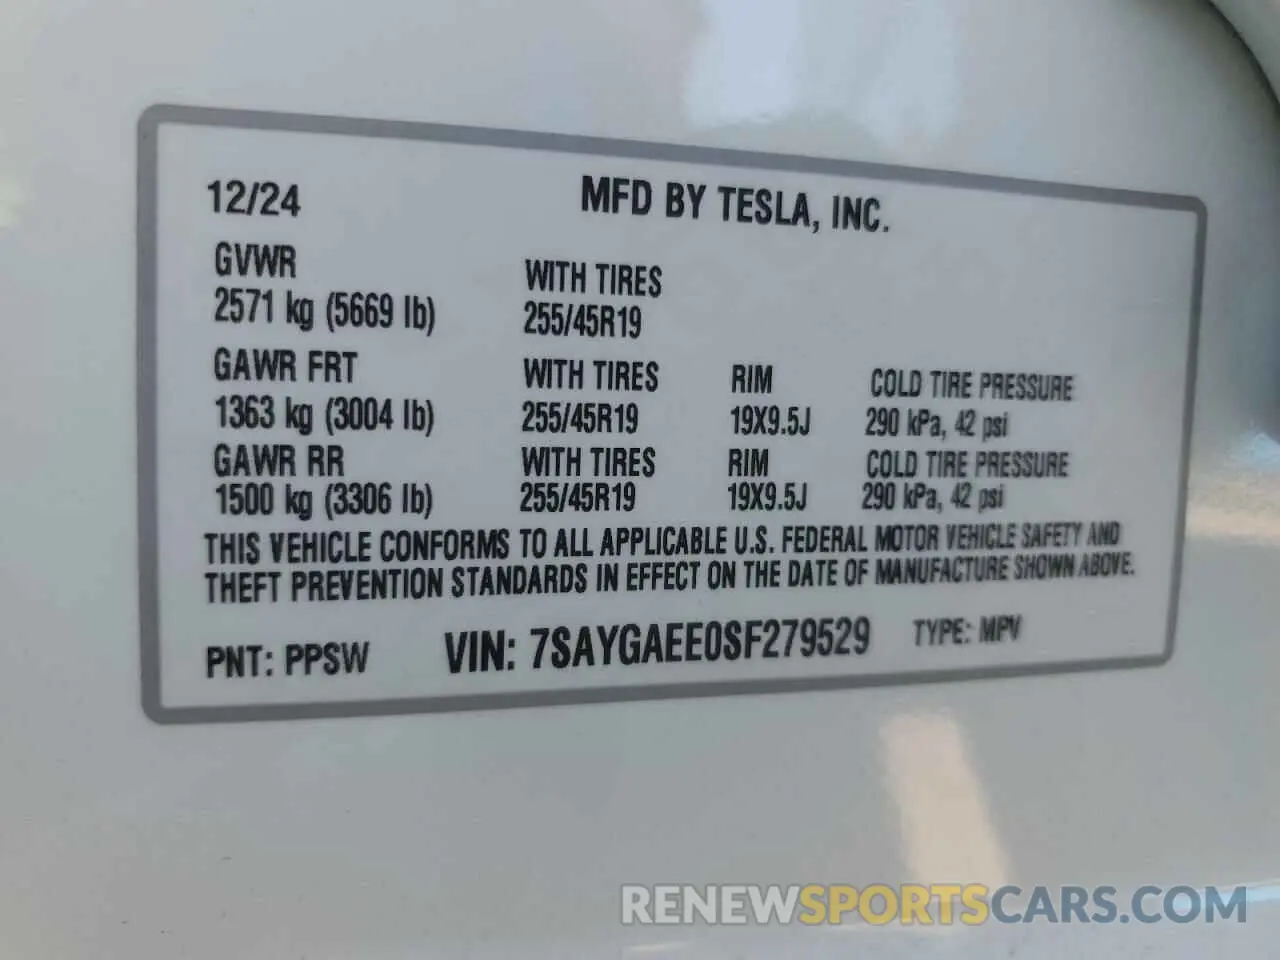 12/24 MFD BY TESLA, INC.
GVWR WITH TIRES
2571 kg (5669 lb) 255/45R19
GAWR FRT WITH TIRES RIM COLD TIRE PRESSURE
1363 kg (3004 lb) 255/45R19 19X9.5J 290 kPa, 42 psi
GAWR RR WITH TIRES RIM COLD TIRE PRESSURE
1500 kg (3306 lb) 255/45R19 19X9.5J 290 kPa, 42 psi
THIS VEHICLE CONFORMS TO ALL APPLICABLE U.S. FEDERAL MOTOR VEHICLE SAFETY AND
THEFT PREVENTION STANDARDS IN EFFECT ON THE DATE OF MANUFACTURE SHOWN ABOVE.
PNT: PPSW VIN: 7SAYGAEE0SF279529 TYPE: MPV
RENEWSPORTSCARS.COM